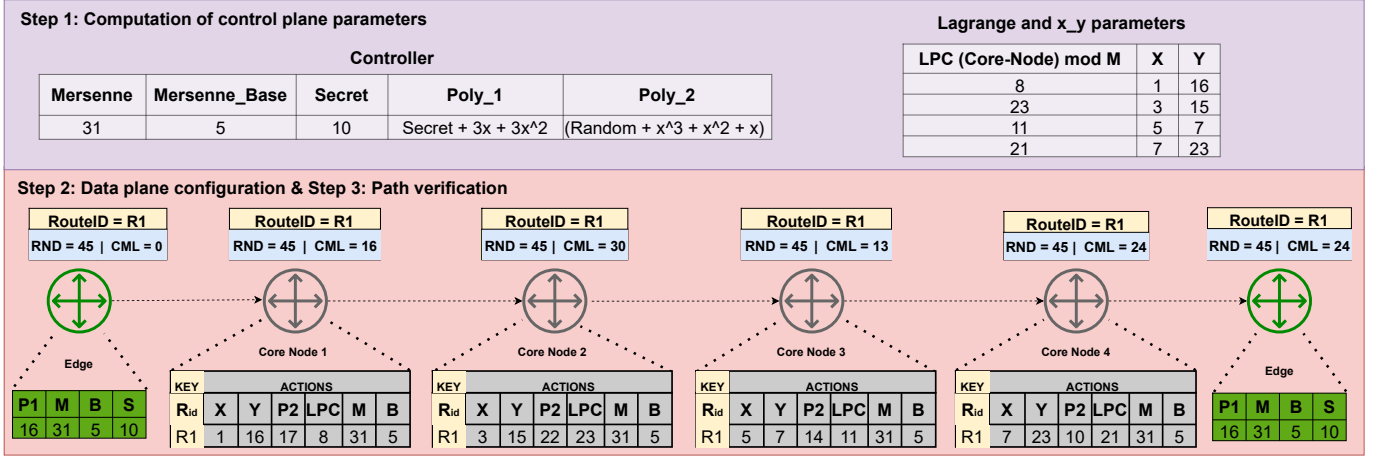 Step 1: Computation of control plane parameters
Controller
Mersenne Mersenne_Base Secret Poly_1 Poly_2
31 5 10 Secret + 3x + 3x^2 (Random + x^3 + x^2 + x)
Lagrange and x_y parameters
LPC (Core-Node) mod M X Y
8 1 16
23 3 15
11 5 7
21 7 23
Step 2: Data plane configuration & Step 3: Path verification
RouteID = R1
RND = 45 | CML = 0
RouteID = R1
RND = 45 | CML = 16
RouteID = R1
RND = 45 | CML = 30
RouteID = R1
RND = 45 | CML = 13
RouteID = R1
RND = 45 | CML = 24
RouteID = R1
RND = 45 | CML = 24
Edge
P1 M B S
16 31 5 10
Core Node 1
KEY ACTIONS
Rid X Y P2 LPC M B
R1 1 16 17 8 31 5
Core Node 2
KEY ACTIONS
Rid X Y P2 LPC M B
R1 3 15 22 23 31 5
Core Node 3
KEY ACTIONS
Rid X Y P2 LPC M B
R1 5 7 14 11 31 5
Core Node 4
KEY ACTIONS
Rid X Y P2 LPC M B
R1 7 23 10 21 31 5
Edge
P1 M B S
16 31 5 10